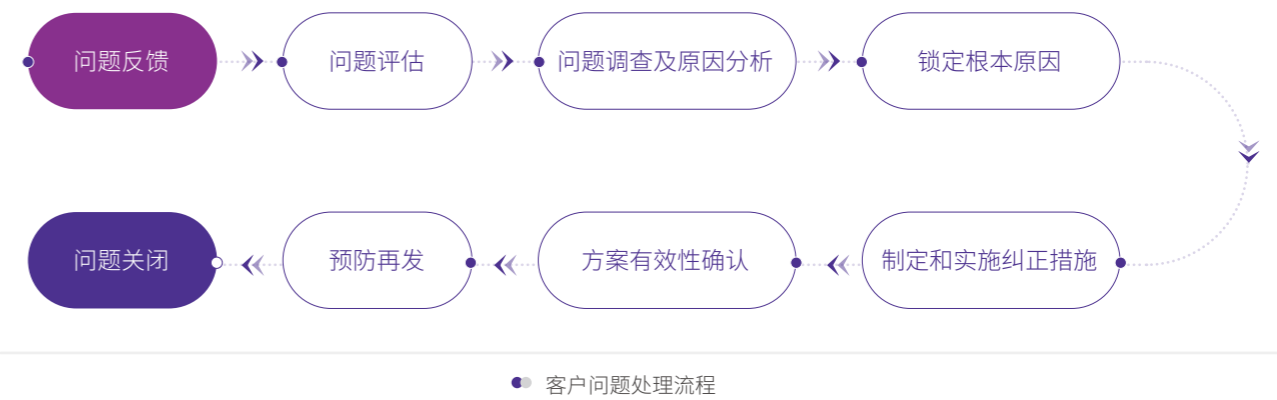 问题反馈
问题评估
问题调查及原因分析
锁定根本原因
制定和实施纠正措施
方案有效性确认
预防再发
问题关闭
客户问题处理流程